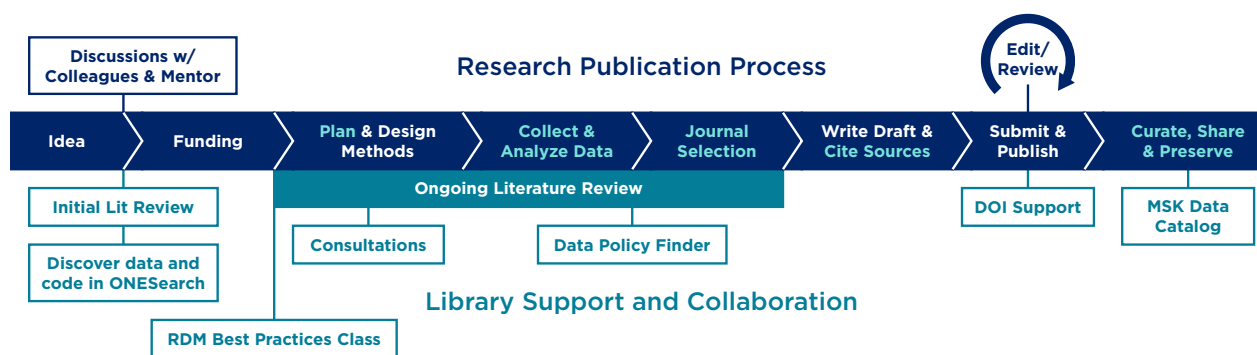 Discussions w/
Colleagues & Mentor
Research Publication Process
Edit/
Review
Idea
Funding
Plan & Design
Methods
Collect &
Analyze Data
Journal
Selection
Write Draft &
Cite Sources
Submit &
Publish
Curate, Share
& Preserve
Ongoing Literature Review
Initial Lit Review
DOI Support
MSK Data
Catalog
Consultations
Data Policy Finder
Discover data and
code in ONESearch
Library Support and Collaboration
RDM Best Practices Class